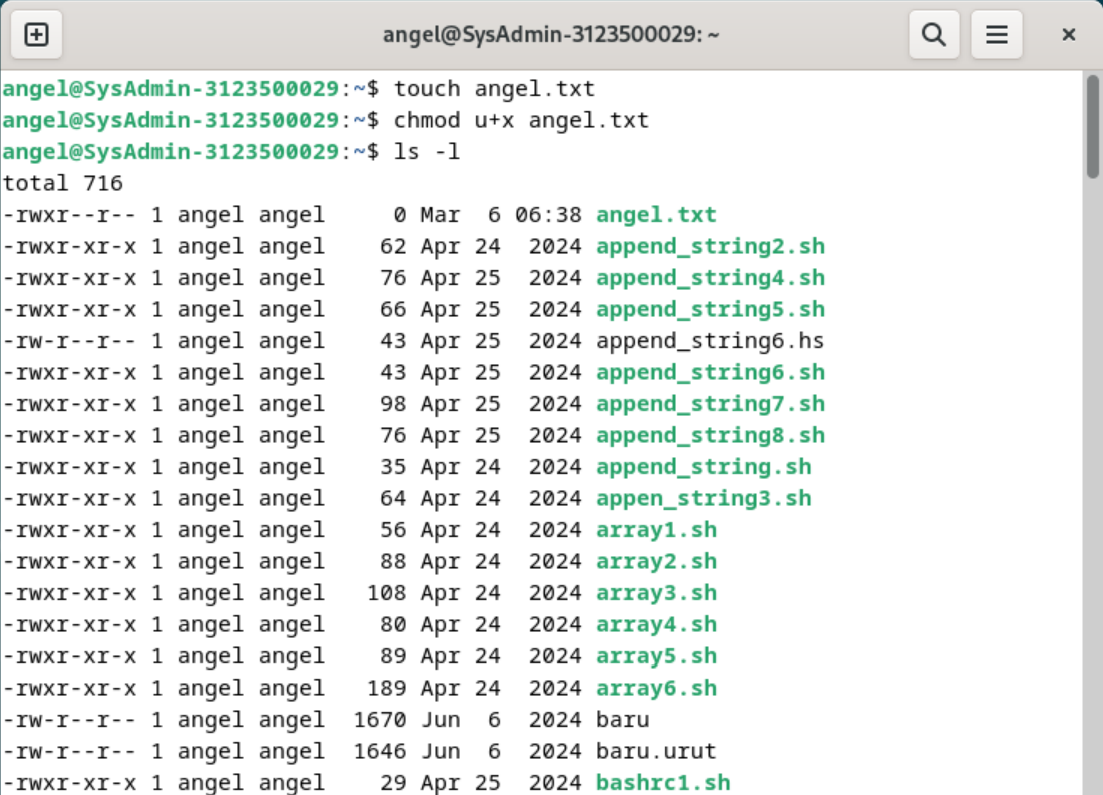 angel@SysAdmin-3123500029: ~
angel@SysAdmin-3123500029:~$ touch angel.txt
angel@SysAdmin-3123500029:~$ chmod u+x angel.txt
angel@SysAdmin-3123500029:~$ ls -l
total 716
-rwxr--r-- 1 angel angel     0 Mar  6 06:38 angel.txt
-rwxr-xr-x 1 angel angel    62 Apr 24  2024 append_string2.sh
-rwxr-xr-x 1 angel angel    76 Apr 25  2024 append_string4.sh
-rwxr-xr-x 1 angel angel    66 Apr 25  2024 append_string5.sh
-rw-r--r-- 1 angel angel    43 Apr 25  2024 append_string6.hs
-rwxr-xr-x 1 angel angel    43 Apr 25  2024 append_string6.sh
-rwxr-xr-x 1 angel angel    98 Apr 25  2024 append_string7.sh
-rwxr-xr-x 1 angel angel    76 Apr 25  2024 append_string8.sh
-rwxr-xr-x 1 angel angel    35 Apr 24  2024 append_string.sh
-rwxr-xr-x 1 angel angel    64 Apr 24  2024 appen_string3.sh
-rwxr-xr-x 1 angel angel    56 Apr 24  2024 array1.sh
-rwxr-xr-x 1 angel angel    88 Apr 24  2024 array2.sh
-rwxr-xr-x 1 angel angel   108 Apr 24  2024 array3.sh
-rwxr-xr-x 1 angel angel    80 Apr 24  2024 array4.sh
-rwxr-xr-x 1 angel angel    89 Apr 24  2024 array5.sh
-rwxr-xr-x 1 angel angel   189 Apr 24  2024 array6.sh
-rw-r--r-- 1 angel angel  1670 Jun  6  2024 baru
-rw-r--r-- 1 angel angel  1646 Jun  6  2024 baru.urut
-rwxr-xr-x 1 angel angel    29 Apr 25  2024 bashrc1.sh